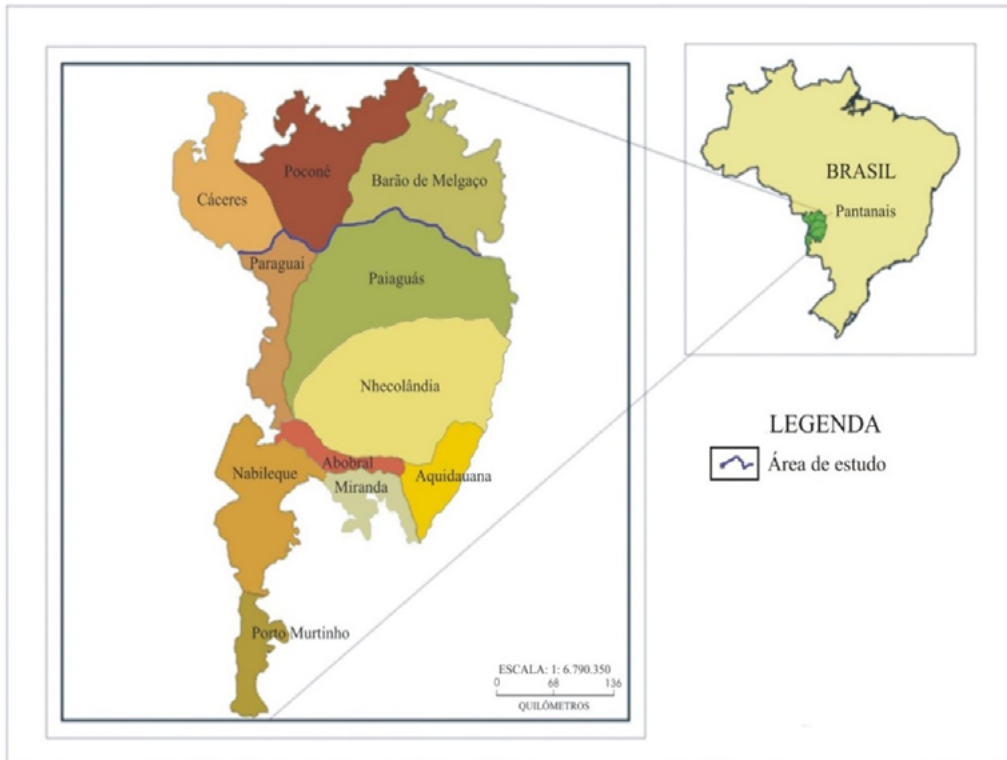 Poconé
Barão de Melgaço
Cáceres
Paraguai
Paiaguás
Nhecolândia
Abobral
Nabileque
Miranda
Aquidauana
Porto Murtinho
ESCALA: 1: 6.790.350
0 68 136
QUILÔMETROS
BRASIL
Pantanais
LEGENDA
Área de estudo